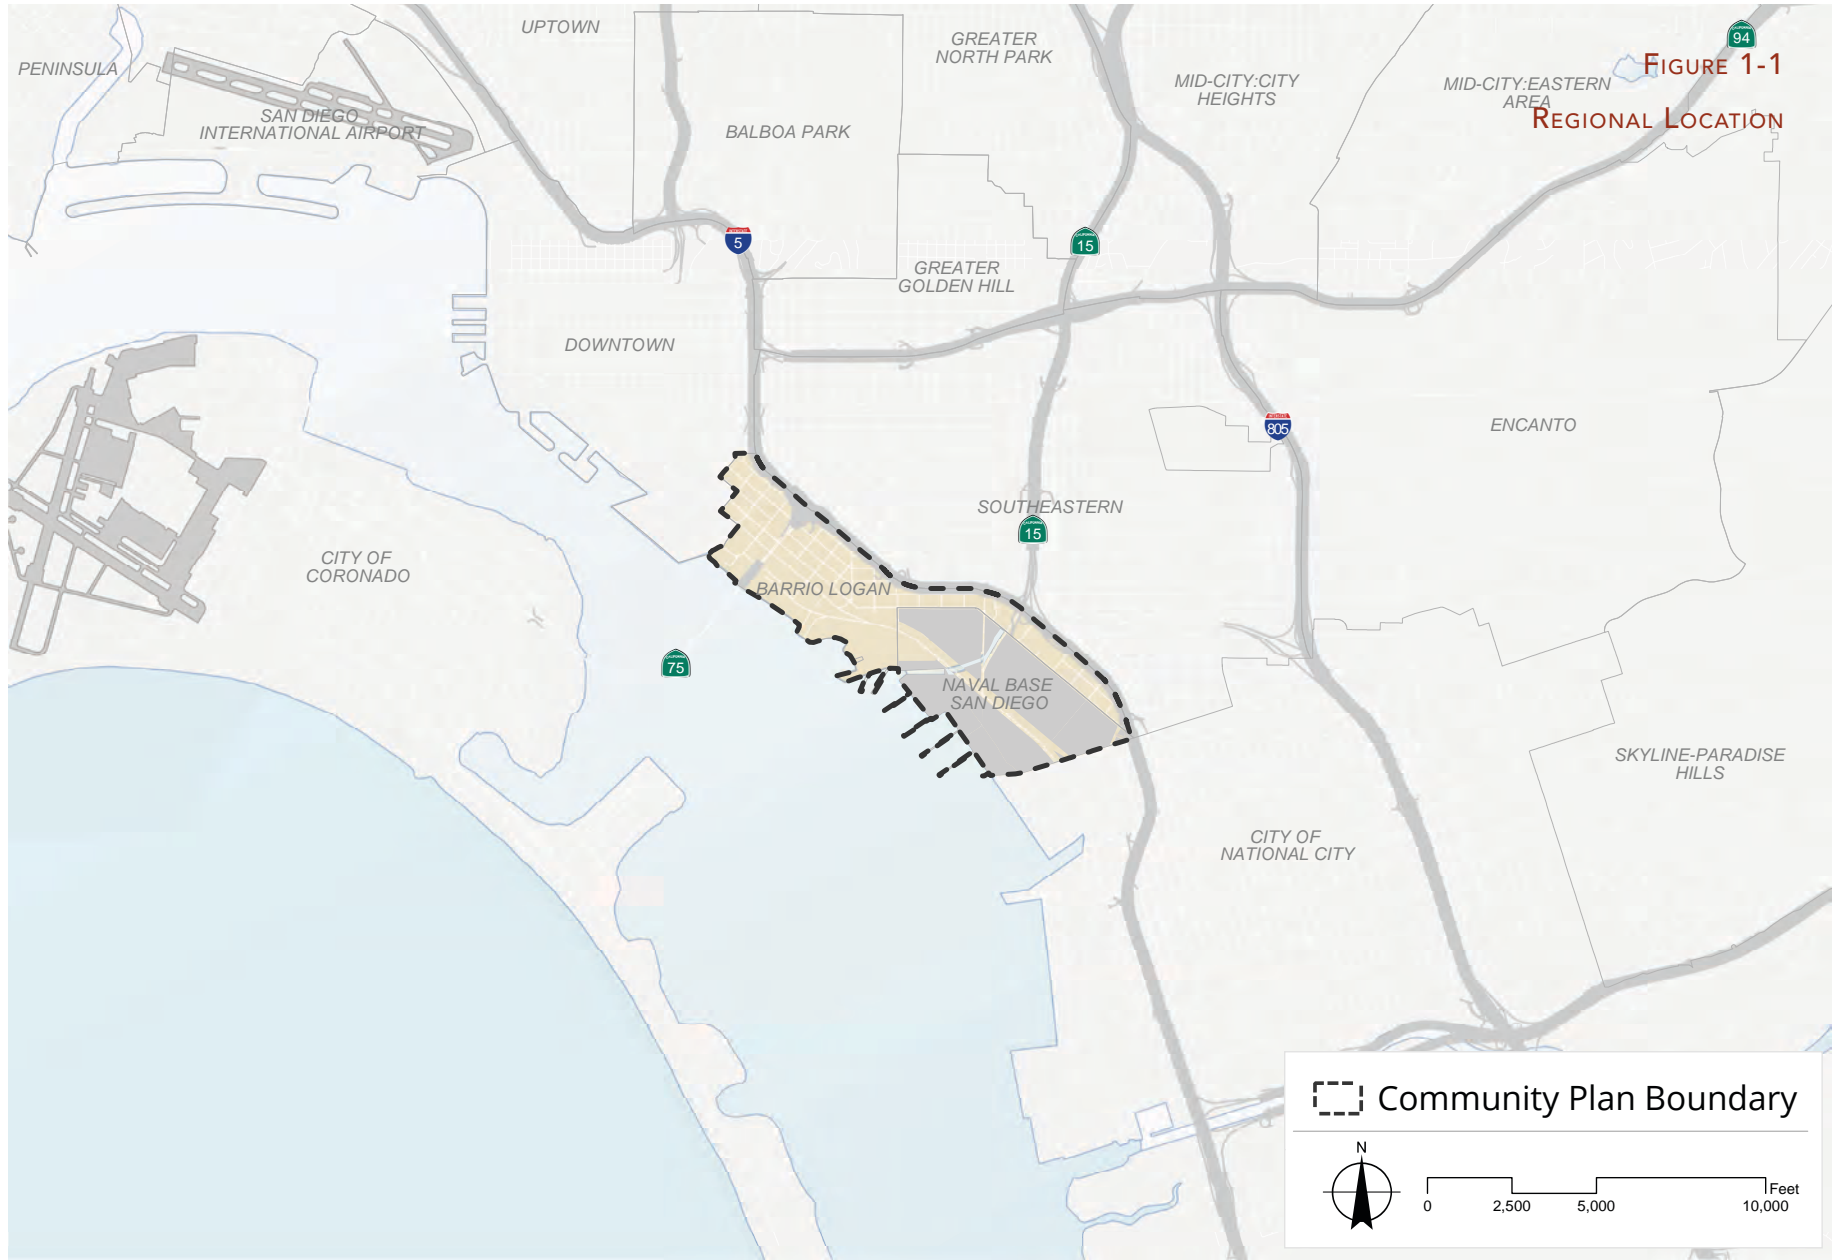 UPTOWN
GREATER
NORTH PARK
94
FIGURE 1-1
PENINSULA
MID-CITY:CITY
HEIGHTS
MID-CITY:EASTERN
AREA
REGIONAL LOCATION
SAN DIEGO
INTERNATIONAL AIRPORT
BALBOA PARK
5
15
GREATER
GOLDEN HILL
DOWNTOWN
805
ENCANTO
SOUTHEASTERN
15
CITY OF
CORONADO
BARRIO LOGAN
75
NAVAL BASE
SAN DIEGO
SKYLINE-PARADISE
HILLS
CITY OF
NATIONAL CITY
Community Plan Boundary
N
Feet
0 2,500 5,000 10,000